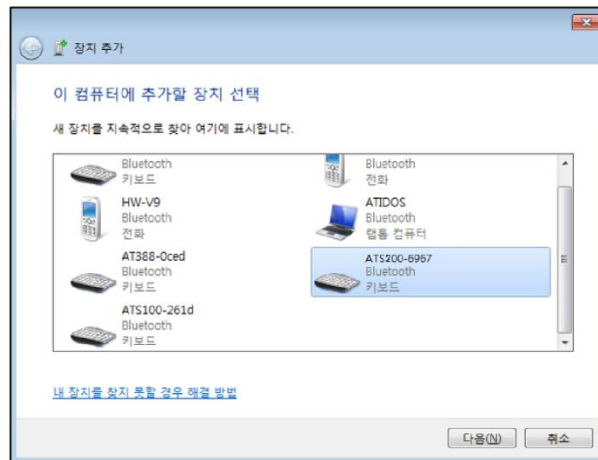 장치 추가
이 컴퓨터에 추가할 장치 선택
새 장치를 지속적으로 찾아 여기에 표시합니다.
Bluetooth
키보드
Bluetooth
전화
HW-V9
Bluetooth
전화
ATIDOS
Bluetooth
랩톱 컴퓨터
AT388-0ced
Bluetooth
키보드
ATS200-6967
Bluetooth
키보드
ATS100-261d
Bluetooth
키보드
내 장치를 찾지 못할 경우 해결 방법
다음(N)
취소